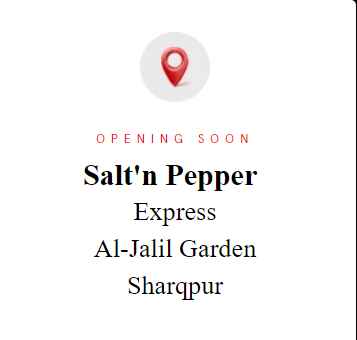 OPENING SOON
Salt'n Pepper
Express
Al-Jalil Garden
Sharqpur